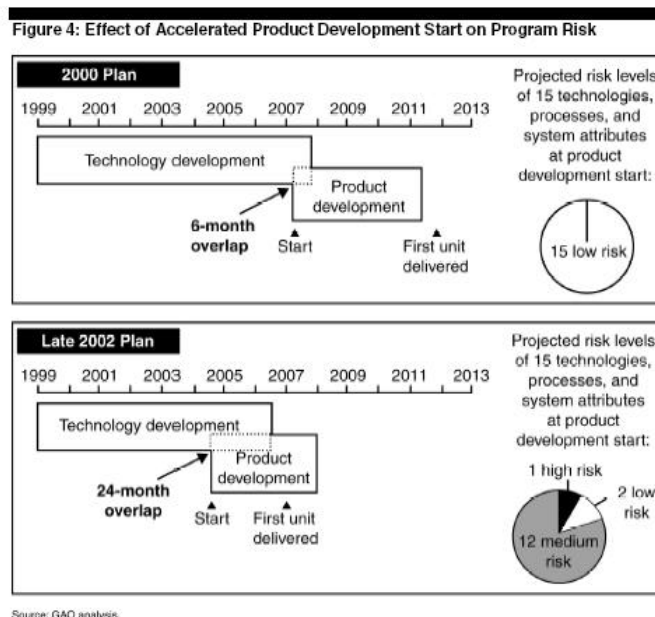 Figure 4: Effect of Accelerated Product Development Start on Program Risk
2000 Plan
1999 2001 2003 2005 2007 2009 2011 2013
Technology development
Product
development
6-month
overlap
Start
First unit
delivered
Projected risk levels
of 15 technologies,
processes, and
system attributes
at product
development start:
15 low risk
Late 2002 Plan
1999 2001 2003 2005 2007 2009 2011 2013
Technology development
Product
development
24-month
overlap
Start
First unit
delivered
Projected risk levels
of 15 technologies,
processes, and
system attributes
at product
development start:
1 high risk
2 low
risk
12 medium
risk
Source: GAO analysis.